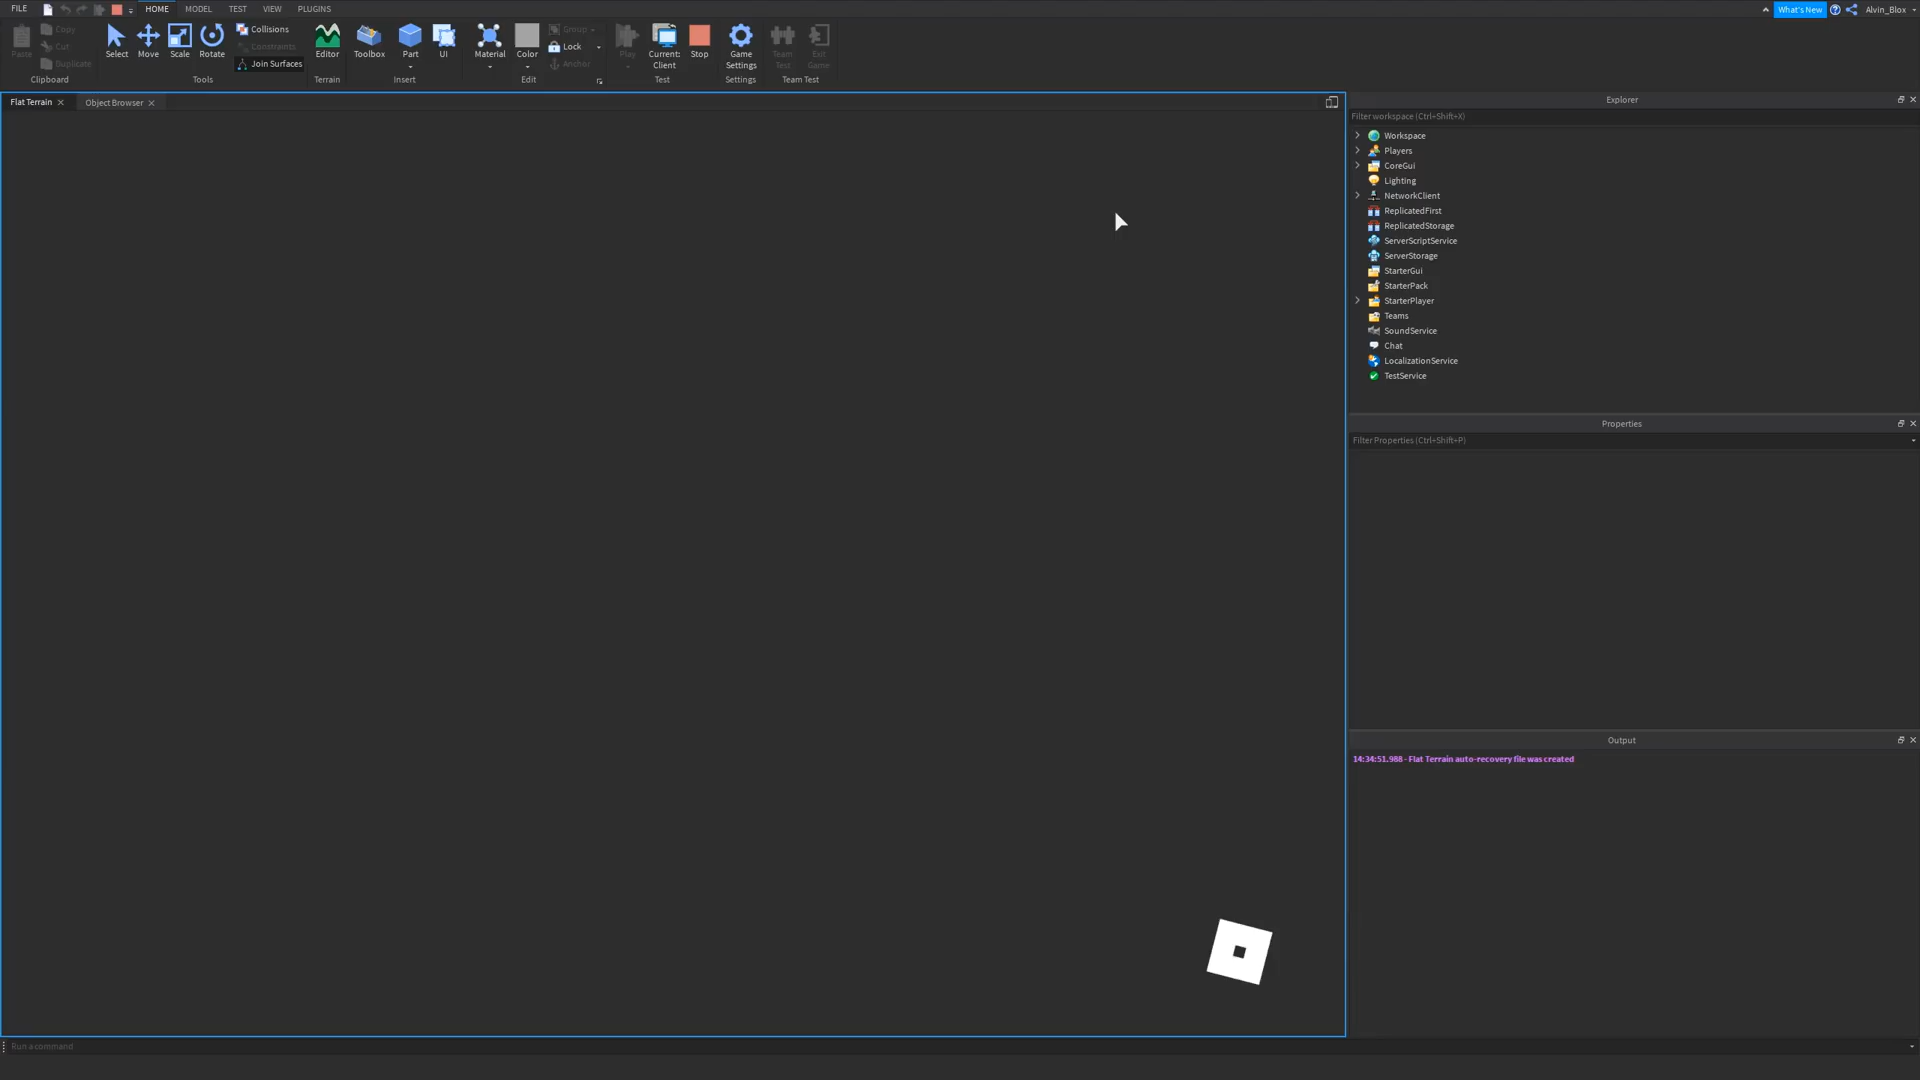 FILE HOME MODEL TEST VIEW PLUGINS What's New Alvin_Blox
Paste Copy Cut Duplicate Clipboard
Select Move Scale Rotate Collisions Constraints Join Surfaces Tools
Editor Terrain
Toolbox Part UI Insert
Material Color Group Lock Anchor Edit
Play Current: Client Stop Test
Game Settings Settings
Team Test Exit Game Team Test
Flat Terrain Object Browser
Explorer
Filter workspace (Ctrl+Shift+X)
Workspace
Players
CoreGui
Lighting
NetworkClient
ReplicatedFirst
ReplicatedStorage
ServerScriptService
ServerStorage
StarterGui
StarterPack
StarterPlayer
Teams
SoundService
Chat
LocalizationService
TestService
Properties
Filter Properties (Ctrl+Shift+P)
Output
14:34:51.988 - Flat Terrain auto-recovery file was created
Run a command